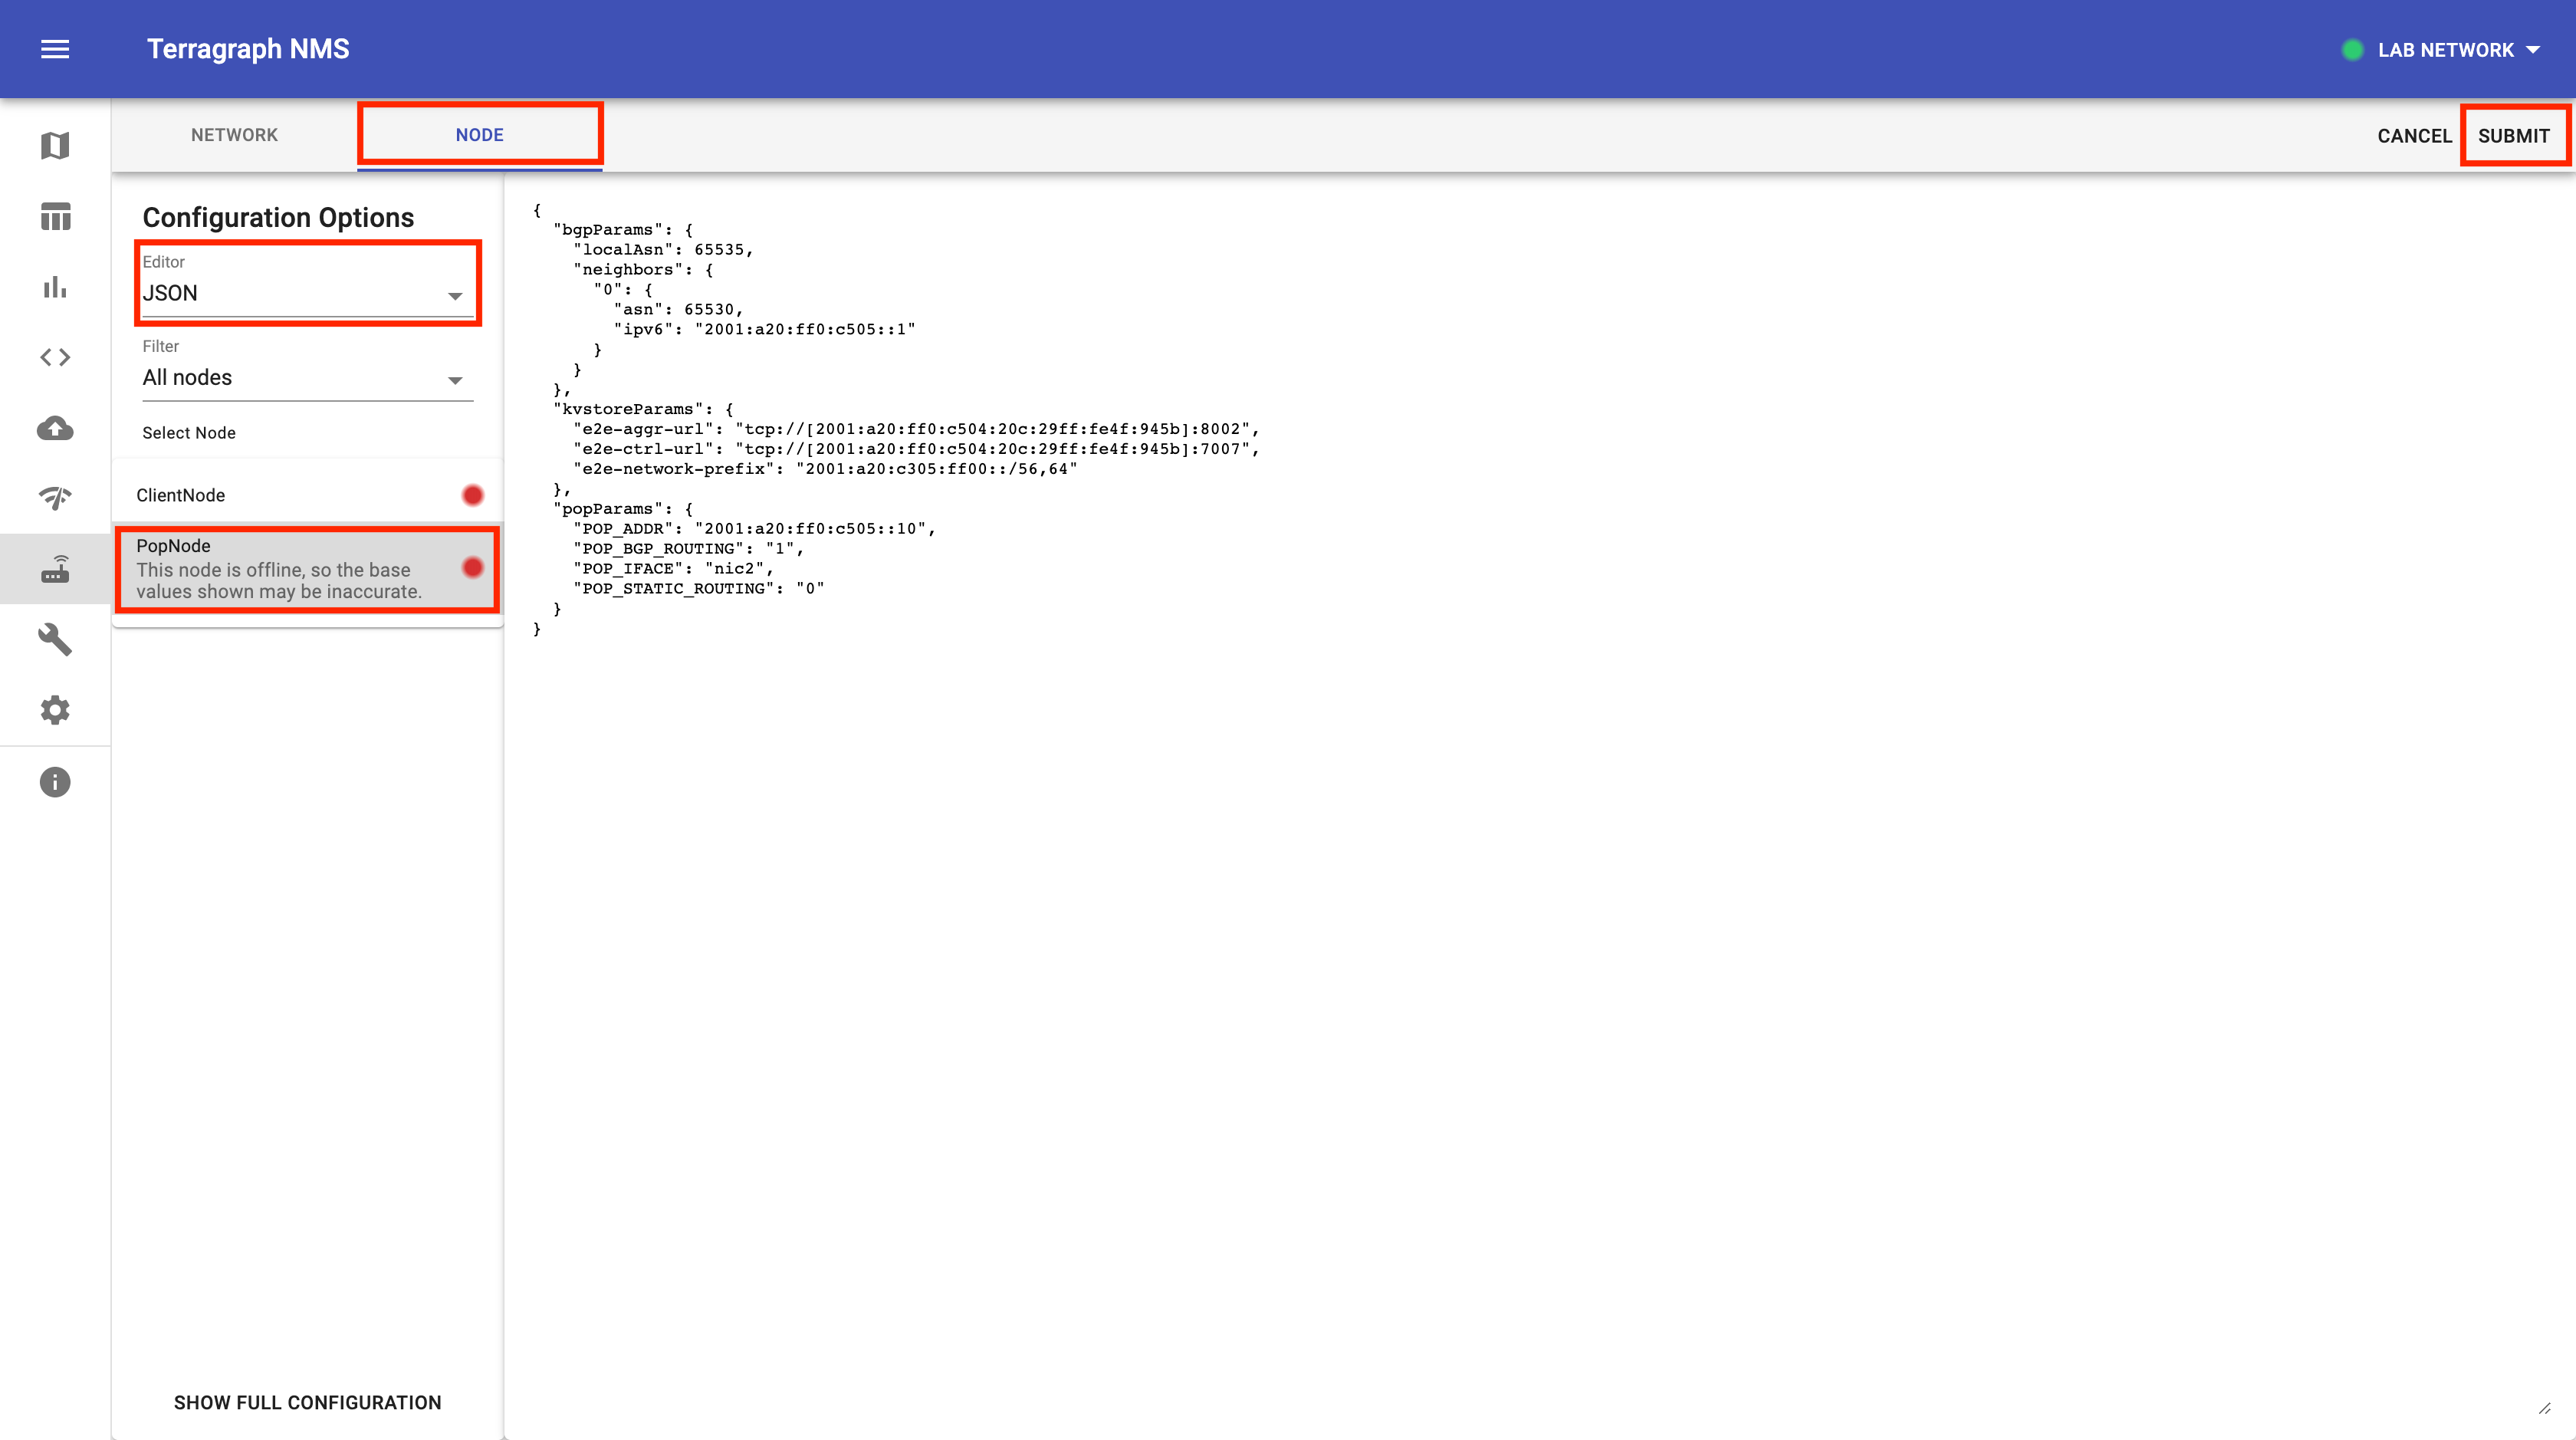 Terragraph NMS
LAB NETWORK
NETWORK
NODE
CANCEL
SUBMIT
Configuration Options
Editor
JSON
Filter
All nodes
Select Node
ClientNode
PopNode
This node is offline, so the base
values shown may be inaccurate.
SHOW FULL CONFIGURATION
{
  "bgpParams": {
    "localAsn": 65535,
    "neighbors": {
      "0": {
        "asn": 65530,
        "ipv6": "2001:a20:ff0:c505::1"
      }
    }
  },
  "kvstoreParams": {
    "e2e-aggr-url": "tcp://[2001:a20:ff0:c504:20c:29ff:fe4f:945b]:8002",
    "e2e-ctrl-url": "tcp://[2001:a20:ff0:c504:20c:29ff:fe4f:945b]:7007",
    "e2e-network-prefix": "2001:a20:c305:ff00::/56,64"
  },
  "popParams": {
    "POP_ADDR": "2001:a20:ff0:c505::10",
    "POP_BGP_ROUTING": "1",
    "POP_IFACE": "nic2",
    "POP_STATIC_ROUTING": "0"
  }
}